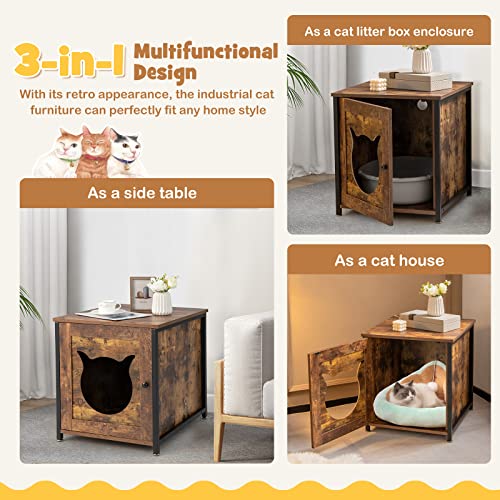 3-in-1
Multifunctional
Design
With its retro appearance, the industrial cat
furniture can perfectly fit any home style
As a cat litter box enclosure
As a side table
As a cat house